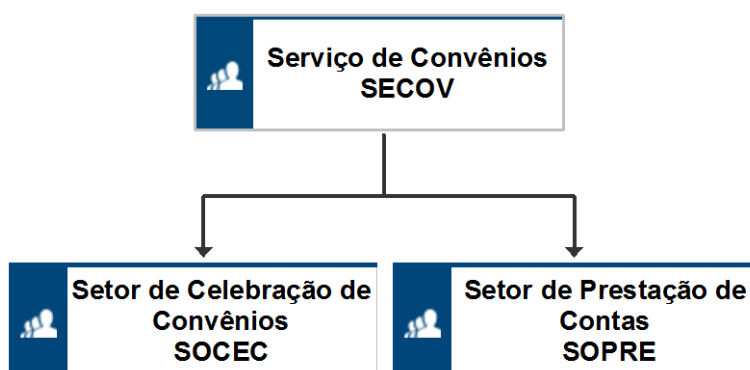 Serviço de Convênios
SECOV
Setor de Celebração de
Convênios
SOCEC
Setor de Prestação de
Contas
SOPRE